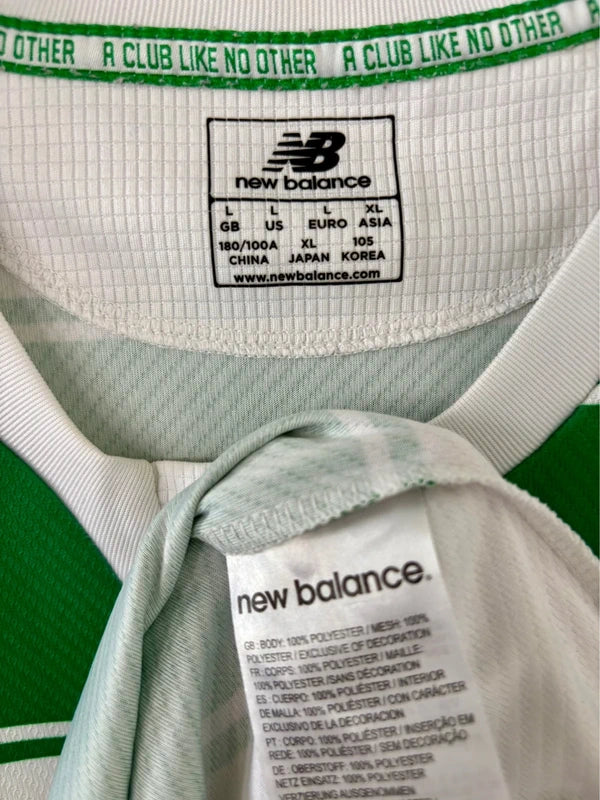 O OTHER A CLUB LIKE NO OTHER A CLUB LIKE NO OTHER
NB
new balance
L L L XL
GB US EURO ASIA
180/100A XL 105
CHINA JAPAN KOREA
www.newbalance.com
new balance.
GB : BODY: 100% POLYESTER / MESH: 100%
POLYESTER / EXCLUSIVE OF DECORATION
FR : CORPS: 100% POLYESTER / MAILLE:
100% POLYESTER /SANS DÉCORATION
ES : CUERPO: 100% POLIÉSTER / INTERIOR
DE MALLA: 100% POLIÉSTER / CON CARÁCTER
EXCLUSIVO DE LA DECORACION
PT : CORPO: 100% POLIÉSTER / INSERÇÃO EM
REDE: 100% POLIÉSTER / SEM DECORAÇÃO
DE : OBERSTOFF: 100% POLYESTER
NETZ EINSATZ: 100% POLYESTER
VERZIERUNG AUSGENOMMEN